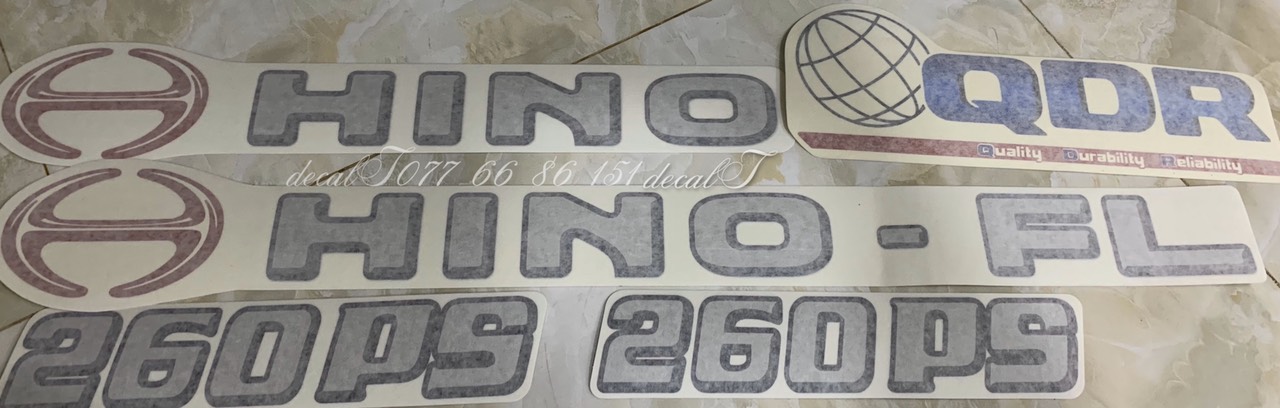 HINO
QDR
Quality Durability Reliability
decalT 077 66 86 151 decalT
HINO-FL
260PS
260PS